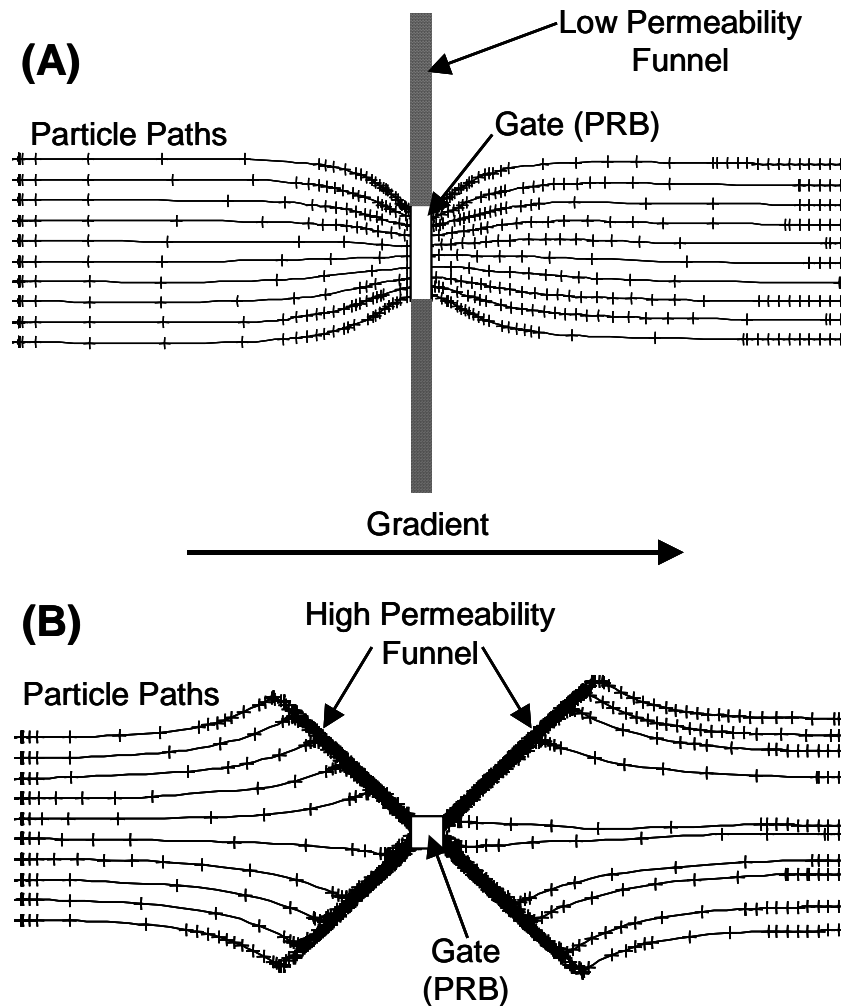 (A)
Low Permeability
Funnel
Gate (PRB)
Particle Paths
Gradient
(B)
High Permeability
Funnel
Particle Paths
Gate
(PRB)